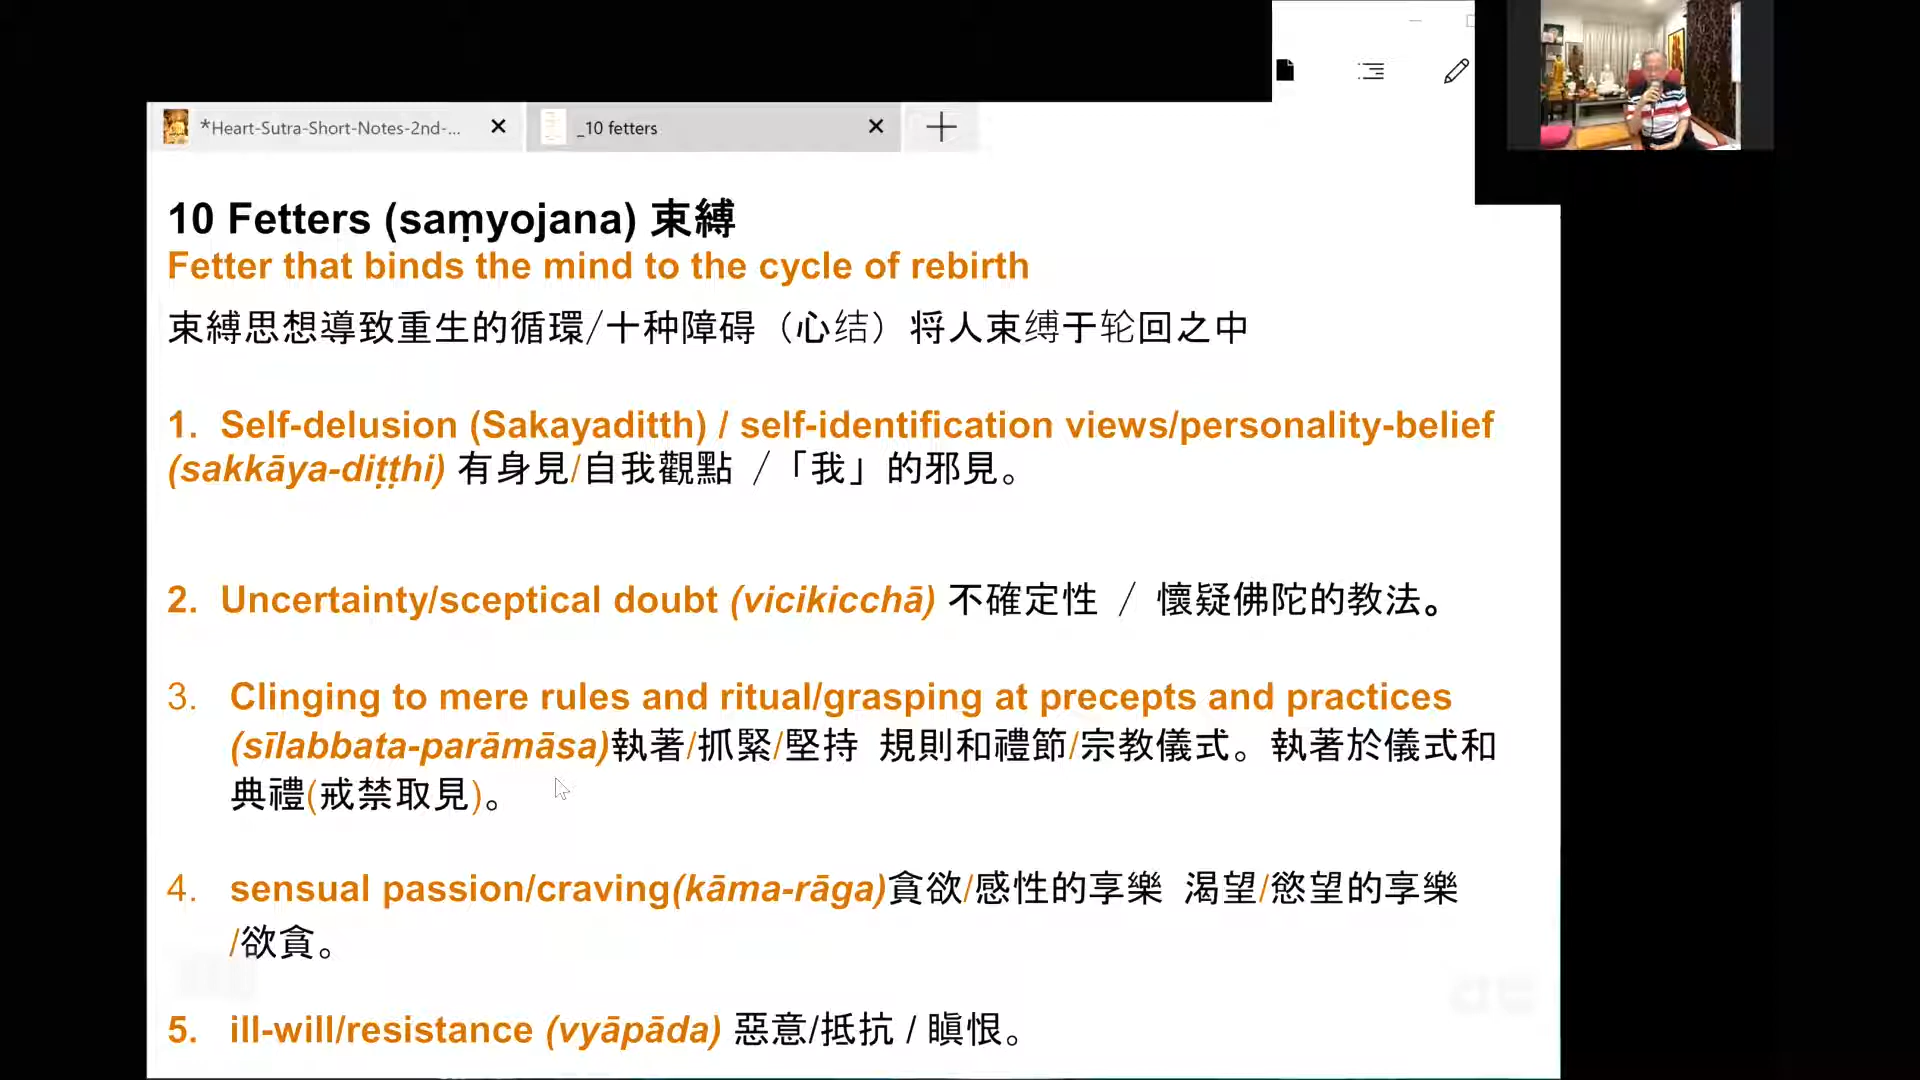 *Heart-Sutra-Short-Notes-2nd-...
_10 fetters
10 Fetters (saṃyojana) 束縛
Fetter that binds the mind to the cycle of rebirth
束縛思想導致重生的循環/十种障碍（心结）将人束缚于轮回之中
1. Self-delusion (Sakayaditth) / self-identification views/personality-belief
(sakkāya-diṭṭhi) 有身見/自我觀點 /「我」的邪見。
2. Uncertainty/sceptical doubt (vicikicchā) 不確定性 / 懷疑佛陀的教法。
3. Clinging to mere rules and ritual/grasping at precepts and practices
(sīlabbata-parāmāsa)執著/抓緊/堅持 規則和禮節/宗教儀式。執著於儀式和
典禮(戒禁取見)。
4. sensual passion/craving(kāma-rāga)貪欲/感性的享樂 渴望/慾望的享樂
/欲貪。
5. ill-will/resistance (vyāpāda) 惡意/抵抗 / 瞋恨。